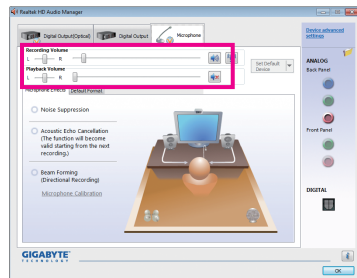 Realtek HD Audio Manager
Digital Output(Optical)
Digital Output
Microphone
Device advanced
settings
Recording Volume
L
R
Playback Volume
L
R
Set Default
Device
ANALOG
Back Panel
Microphone Effects
Default Format
Noise Suppression
Acoustic Echo Cancellation
(The function will become
valid starting from the next
recording.)
Front Panel
Beam Forming
(Directional Recording)
Microphone Calibration
DIGITAL
GIGABYTE
TECHNOLOGY
i
OK